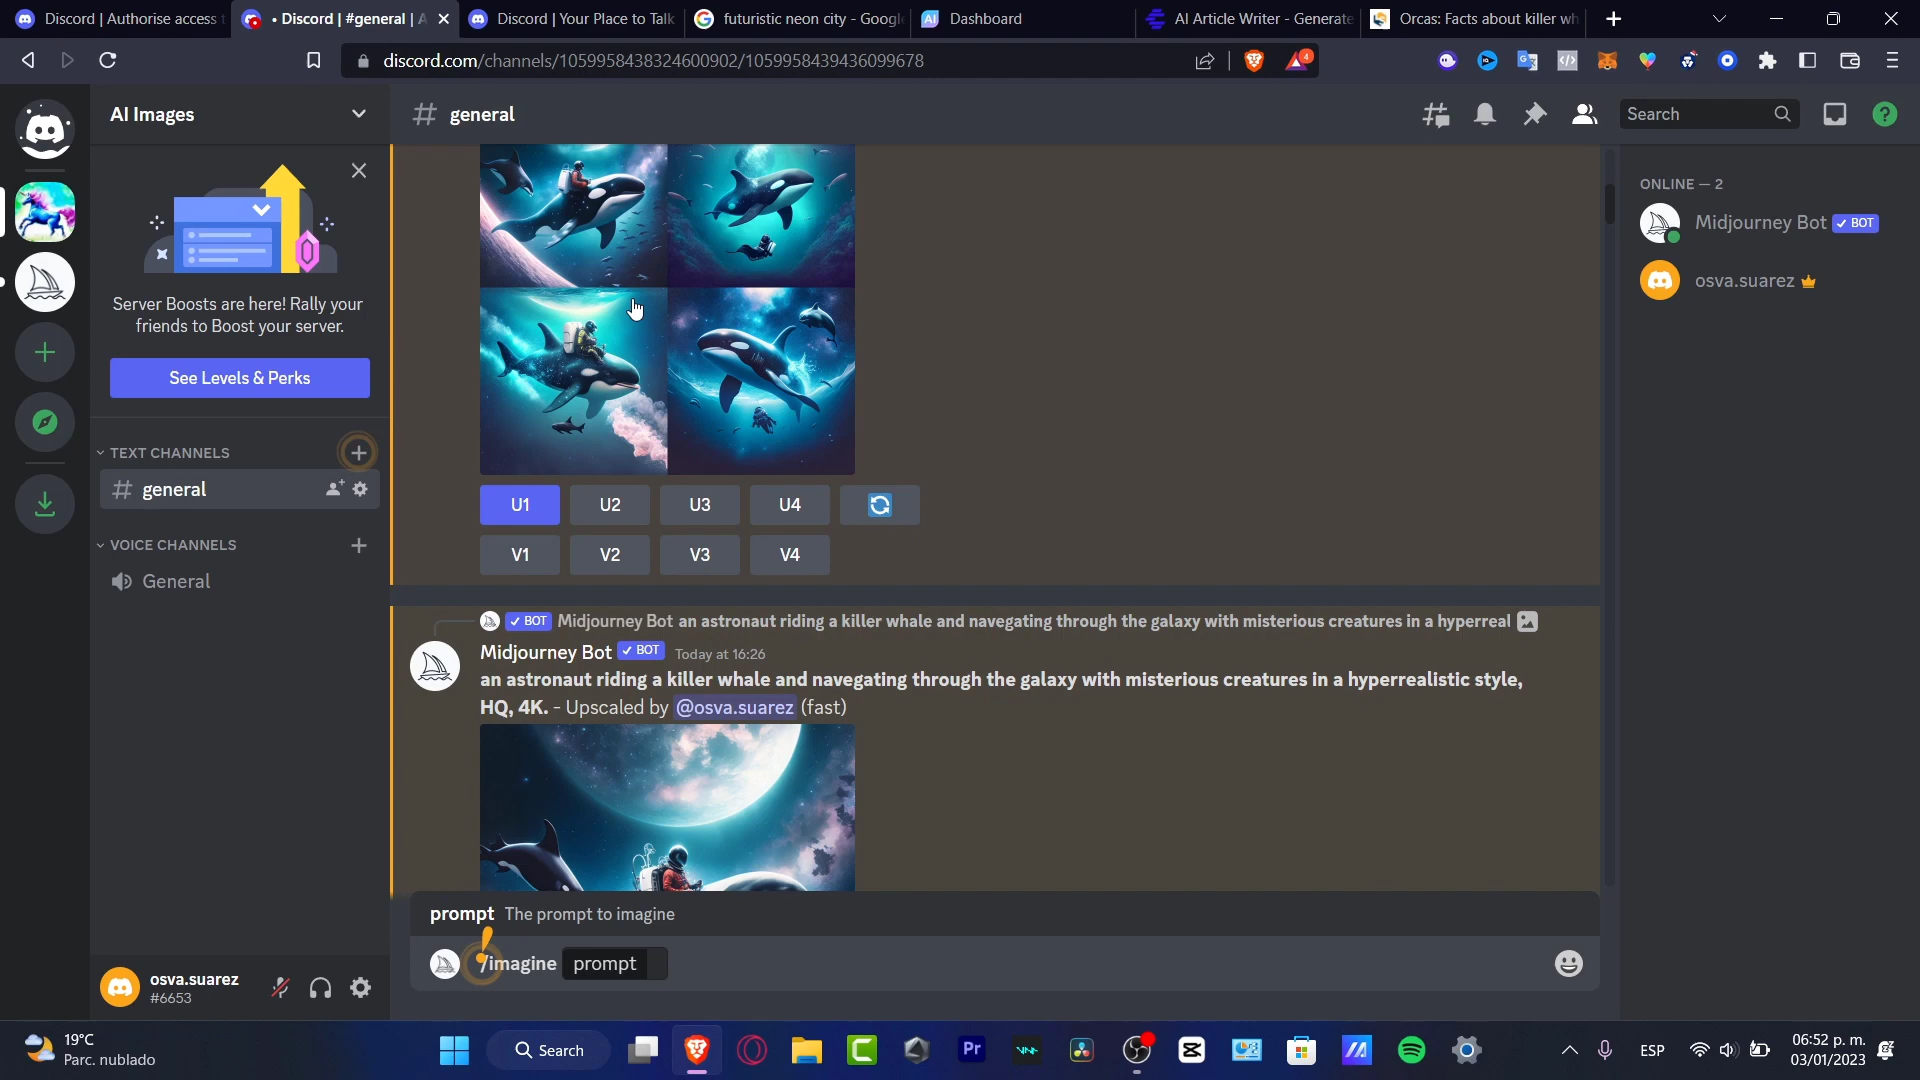 Discord | Authorise access
• Discord | #general | A
Discord | Your Place to Talk
futuristic neon city - Google
Dashboard
AI Article Writer - Generate
Orcas: Facts about killer wh
discord.com/channels/1059958438324600902/1059958439436099678
4
AI Images
general
Search
Server Boosts are here! Rally your
friends to Boost your server.
See Levels & Perks
TEXT CHANNELS
general
VOICE CHANNELS
General
U1 U2 U3 U4
V1 V2 V3 V4
BOT Midjourney Bot an astronaut riding a killer whale and navegating through the galaxy with misterious creatures in a hyperreal
Midjourney Bot BOT Today at 16:26
an astronaut riding a killer whale and navegating through the galaxy with misterious creatures in a hyperrealistic style,
HQ, 4K. - Upscaled by @osva.suarez (fast)
prompt The prompt to imagine
/imagine prompt
ONLINE — 2
Midjourney Bot BOT
osva.suarez
osva.suarez
#6653
19°C
Parc. nublado
Search
Pr
ESP
06:52 p. m.
03/01/2023